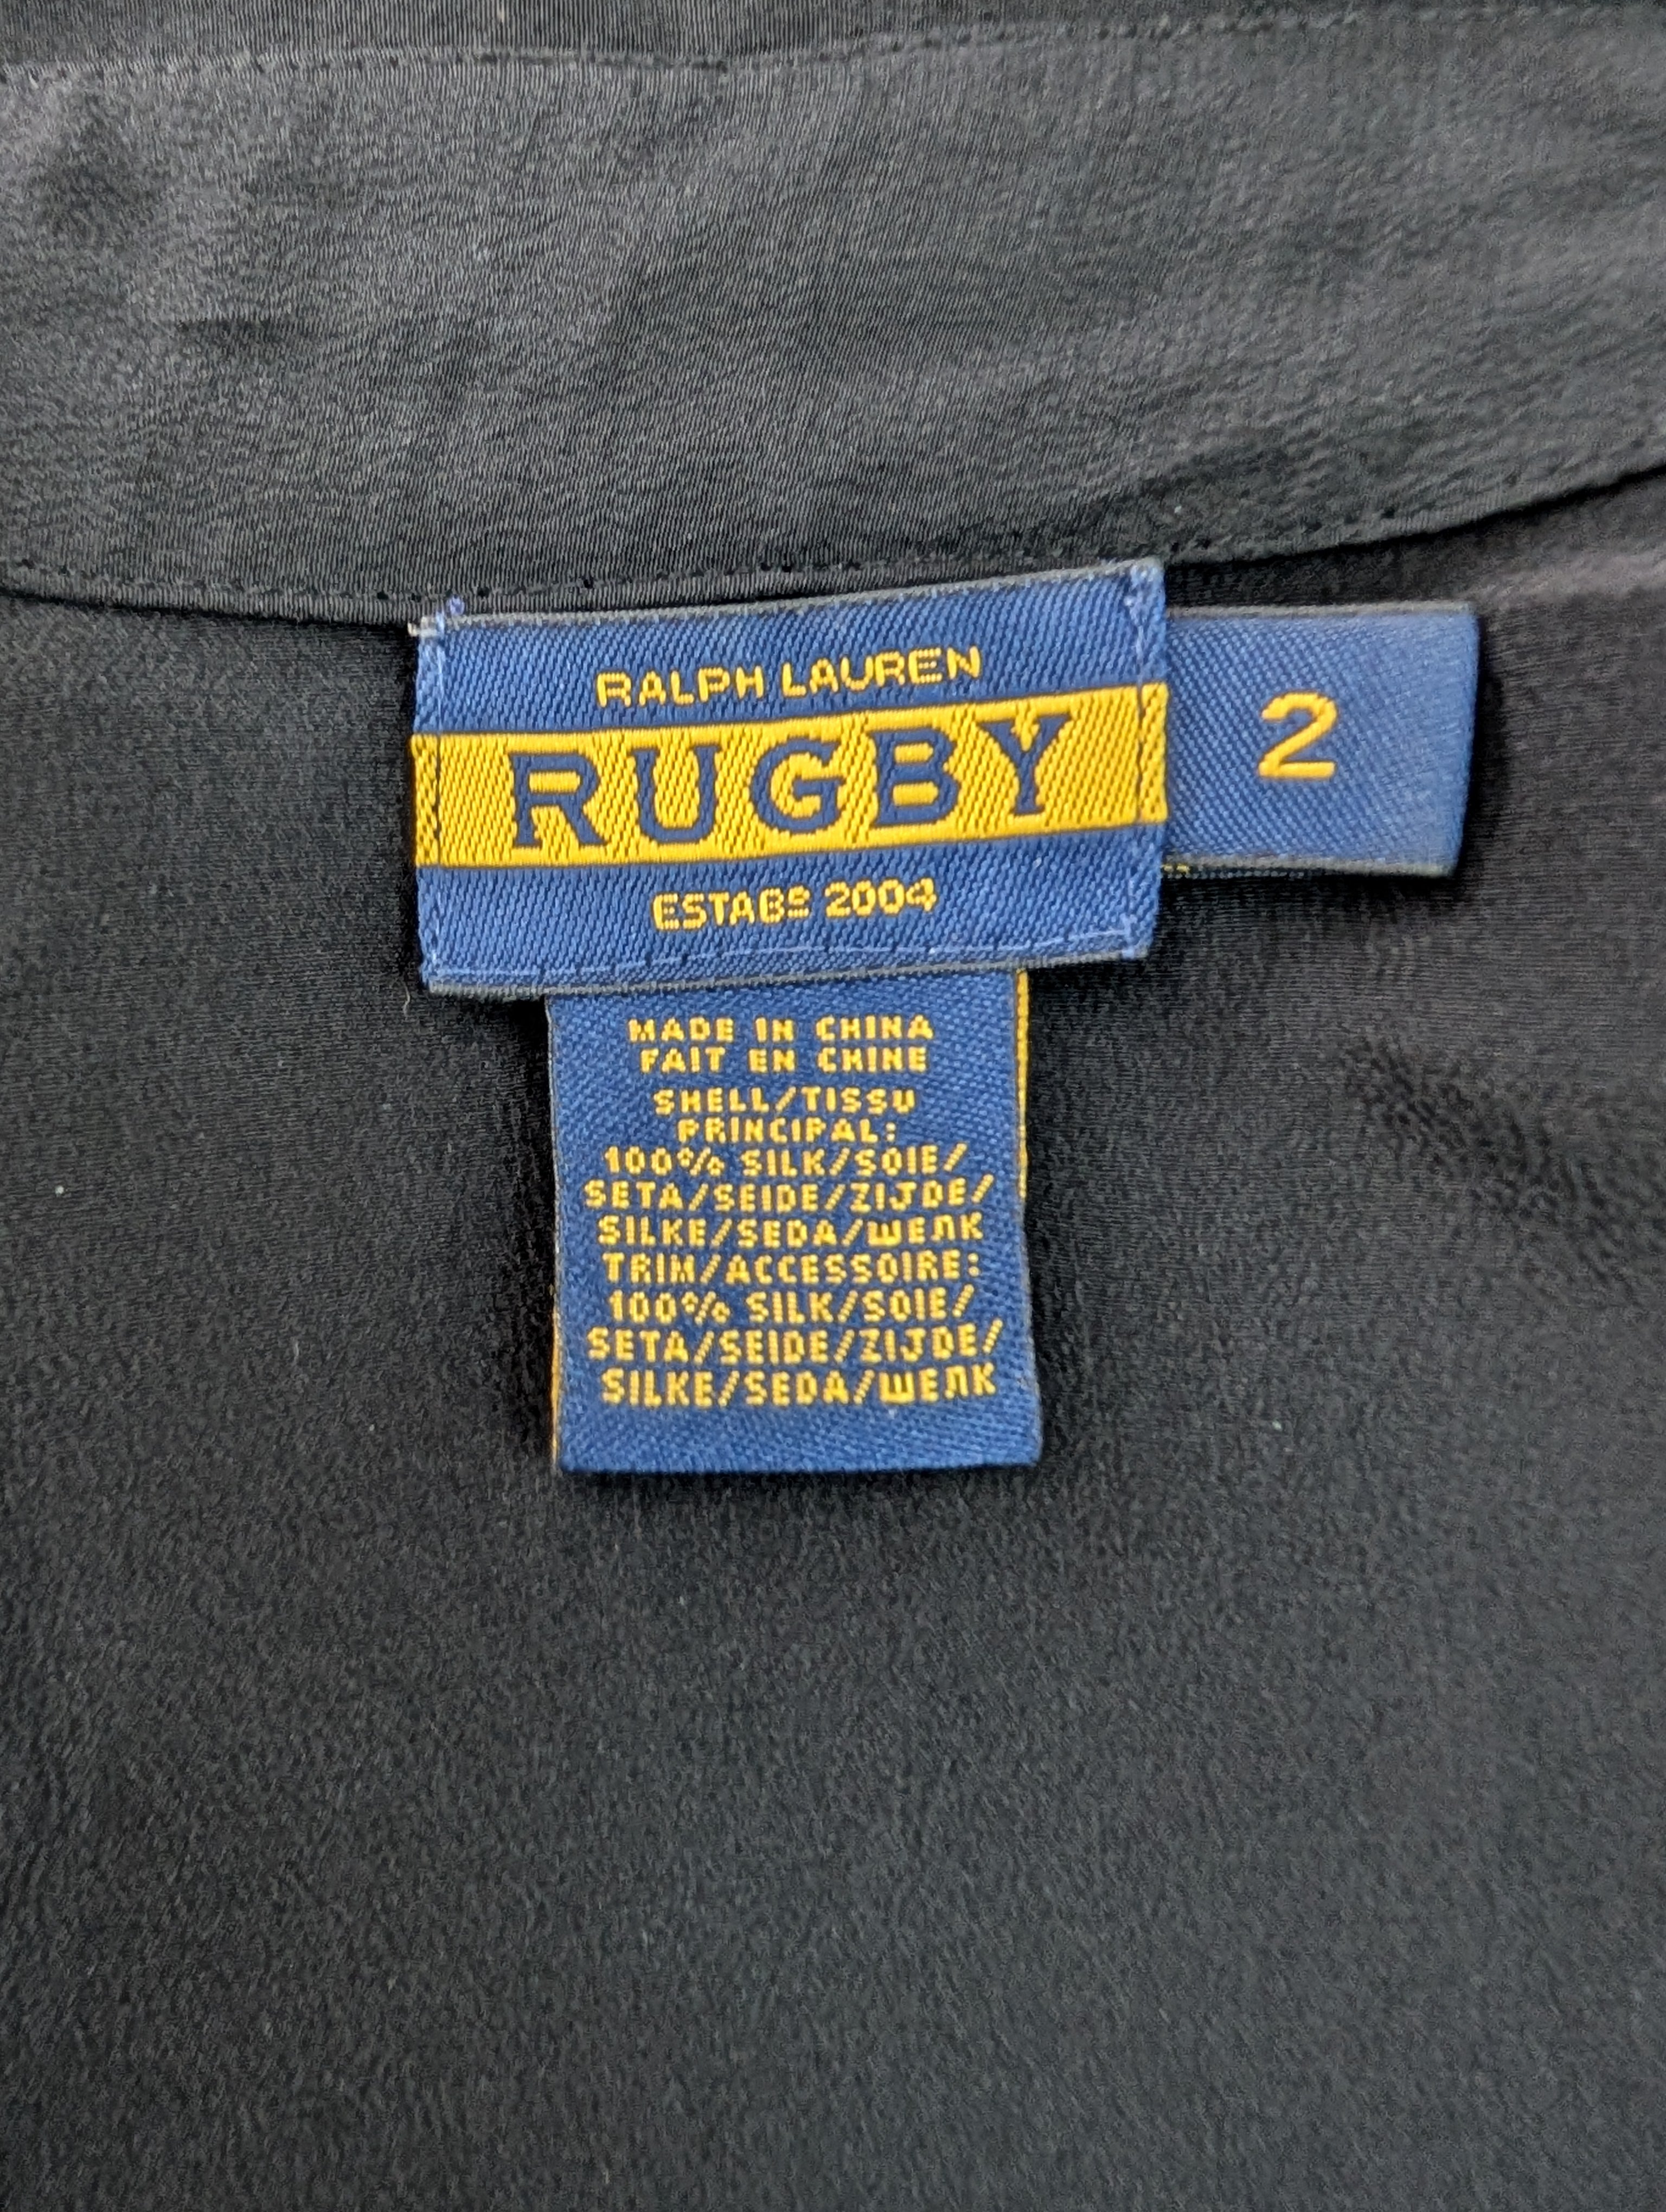 RALPH LAUREN
RUGBY
ESTABº 2004
2
MADE IN CHINA
FAIT EN CHINE
SHELL/TISSU
PRINCIPAL:
100% SILK/SOIE/
SETA/SEIDE/ZIJDE/
SILKE/SEDA/ШЕЛК
TRIM/ACCESSOIRE:
100% SILK/SOIE/
SETA/SEIDE/ZIJDE/
SILKE/SEDA/ШЕЛК